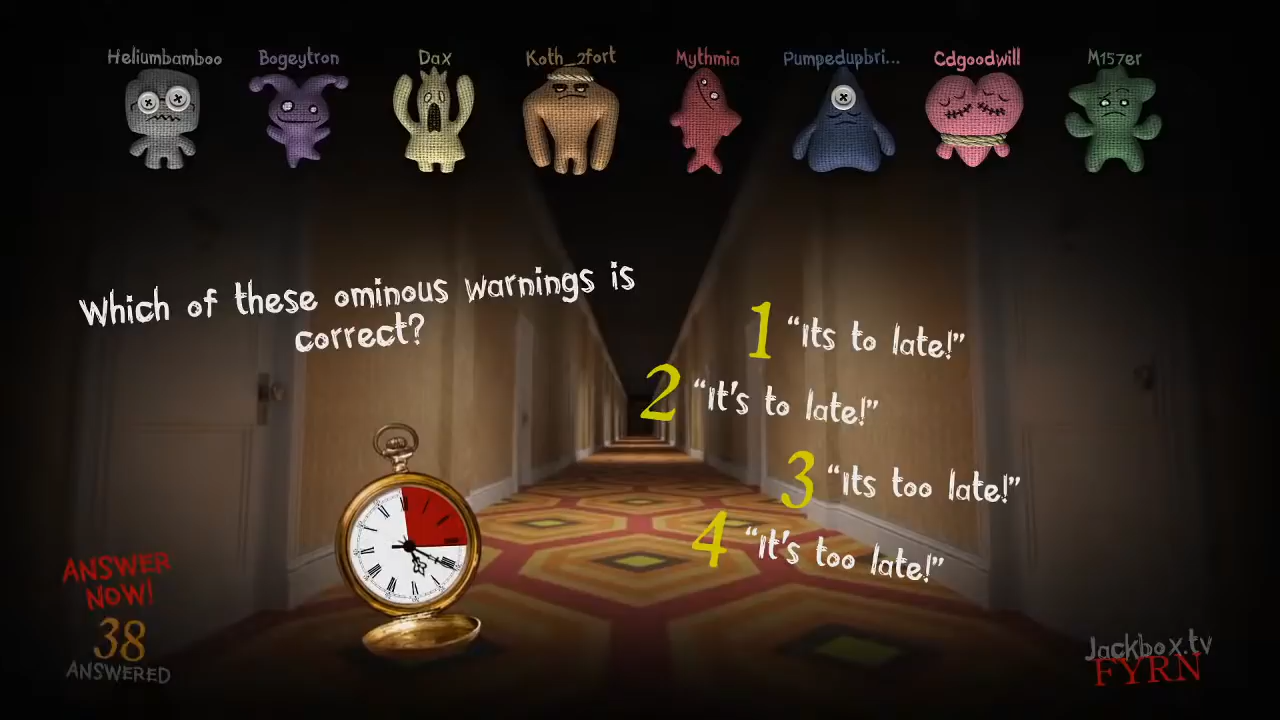 Heliumbamboo Bogeytron Dax Koth_2fort Mythmia Pumpedupbri... Cdgoodwill M157er
Which of these ominous warnings is
correct?
1 "its to late!"
2 "it's to late!"
3 "its too late!"
4 "it's too late!"
ANSWER
NOW!
38
ANSWERED
Jackbox.tv
FYRN